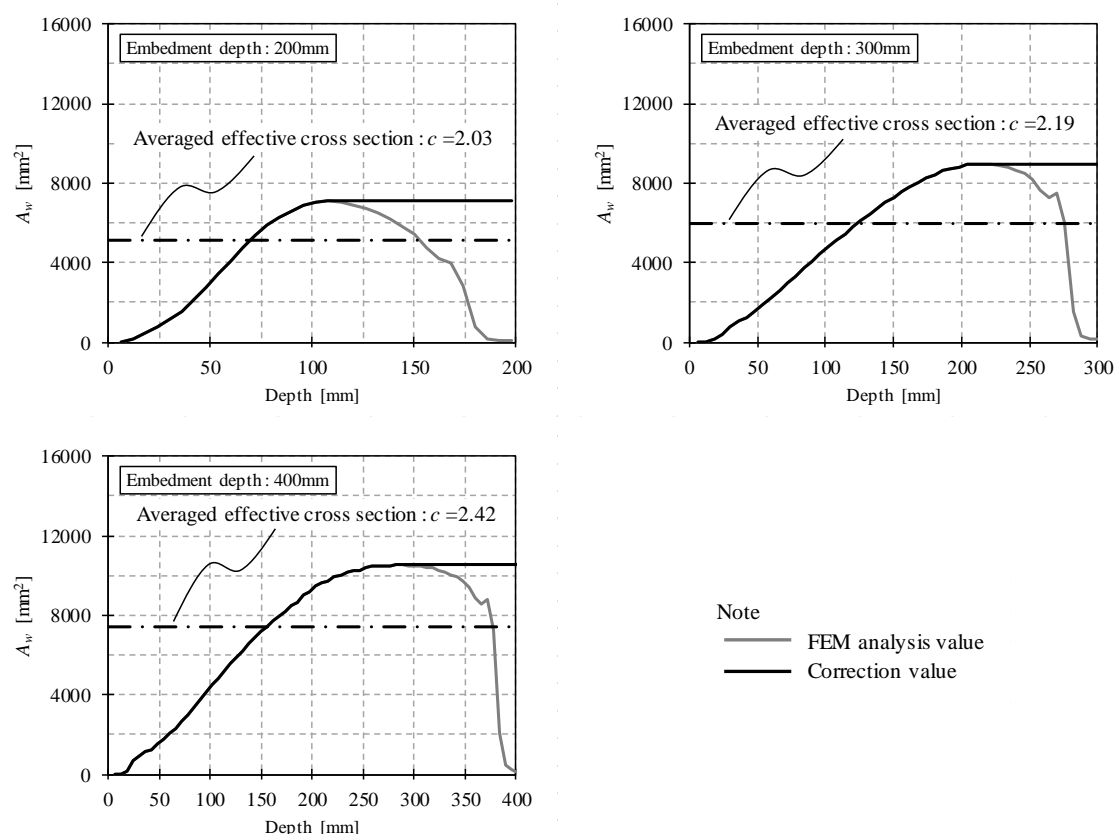 16000
12000
8000
4000
0
A_w [mm²]
Embedment depth : 200mm
Averaged effective cross section : c =2.03
0 50 100 150 200
Depth [mm]
16000
12000
8000
4000
0
A_w [mm²]
Embedment depth : 300mm
Averaged effective cross section : c =2.19
0 50 100 150 200 250 300
Depth [mm]
16000
12000
8000
4000
0
A_w [mm²]
Embedment depth : 400mm
Averaged effective cross section : c =2.42
0 50 100 150 200 250 300 350 400
Depth [mm]
Note
FEM analysis value
Correction value